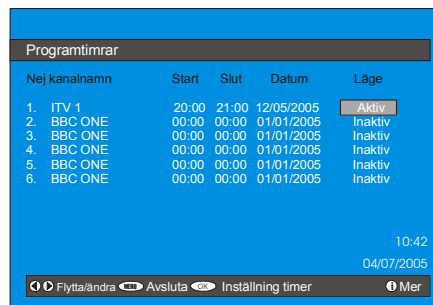 Programtimrar
Nej kanalnamn Start Slut Datum Läge
1. ITV 1 20:00 21:00 12/05/2005 Aktiv
2. BBC ONE 00:00 00:00 01/01/2005 Inaktiv
3. BBC ONE 00:00 00:00 01/01/2005 Inaktiv
4. BBC ONE 00:00 00:00 01/01/2005 Inaktiv
5. BBC ONE 00:00 00:00 01/01/2005 Inaktiv
6. BBC ONE 00:00 00:00 01/01/2005 Inaktiv
10:42
04/07/2005
Flytta/ändra MENU Avsluta OK Inställning timer i Mer